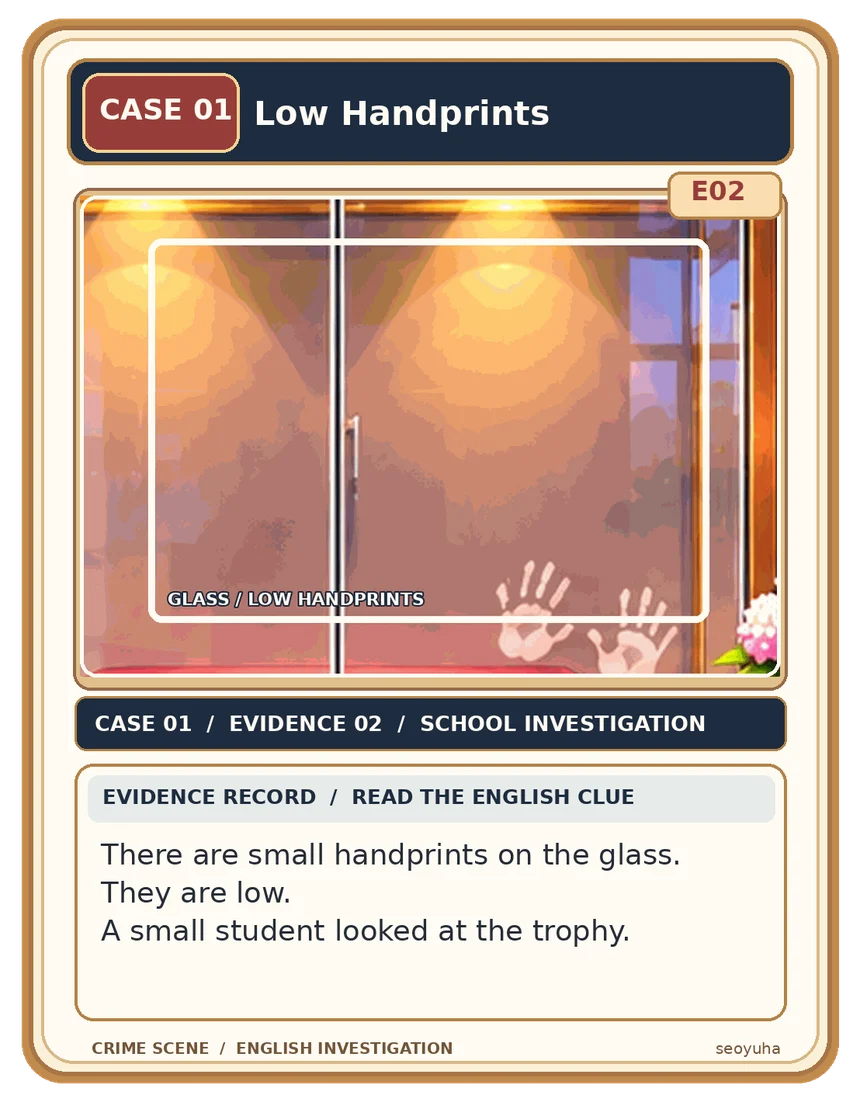 CASE 01 Low Handprints
E02
GLASS / LOW HANDPRINTS
CASE 01 / EVIDENCE 02 / SCHOOL INVESTIGATION
EVIDENCE RECORD / READ THE ENGLISH CLUE
There are small handprints on the glass.
They are low.
A small student looked at the trophy.
CRIME SCENE / ENGLISH INVESTIGATION
seoyuha